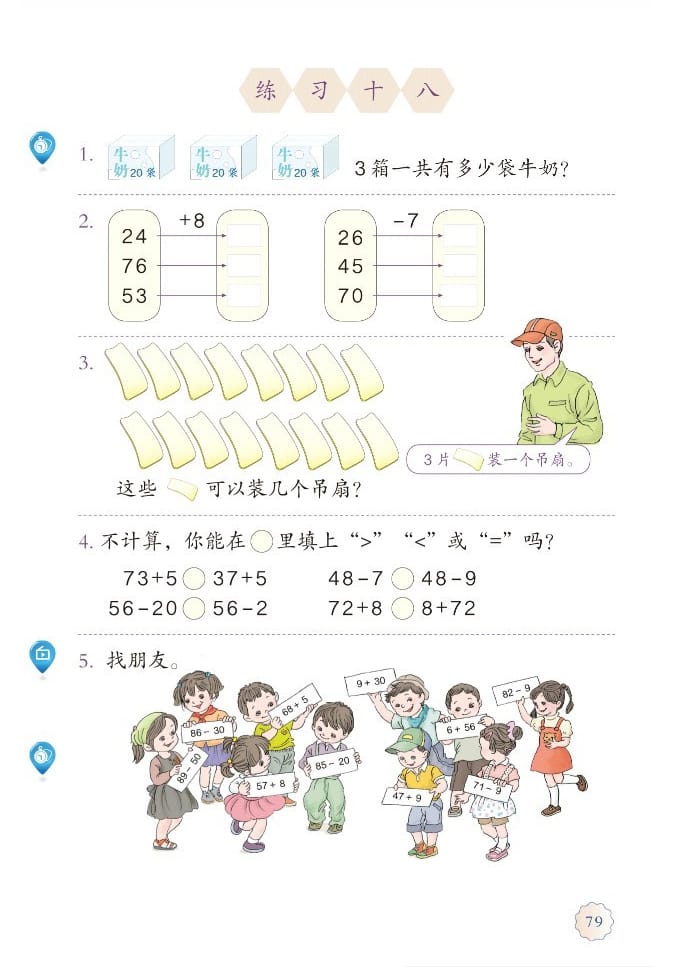 练习十八
1. 牛奶20袋 牛奶20袋 牛奶20袋 3箱一共有多少袋牛奶?
2. +8 -7
24 26
76 45
53 70
3.
3片 装一个吊扇。
这些 可以装几个吊扇?
4. 不计算,你能在○里填上“>”“<”或“=”吗?
73+5○37+5 48-7○48-9
56-20○56-2 72+8○8+72
5. 找朋友。
86-30
68+5
9+30
82-9
89-50
57+8
85-20
6+56
47+9
71-9
79